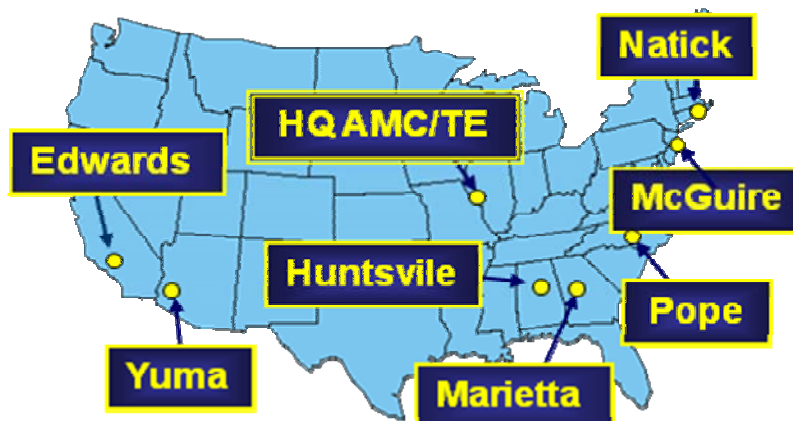 Natick
HQ AMC/TE
Edwards
McGuire
Huntsvile
Pope
Yuma
Marietta